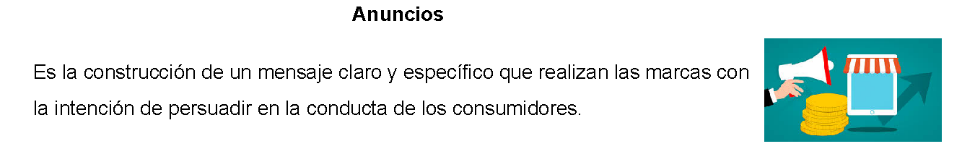 Anuncios
Es la construcción de un mensaje claro y específico que realizan las marcas con
la intención de persuadir en la conducta de los consumidores.